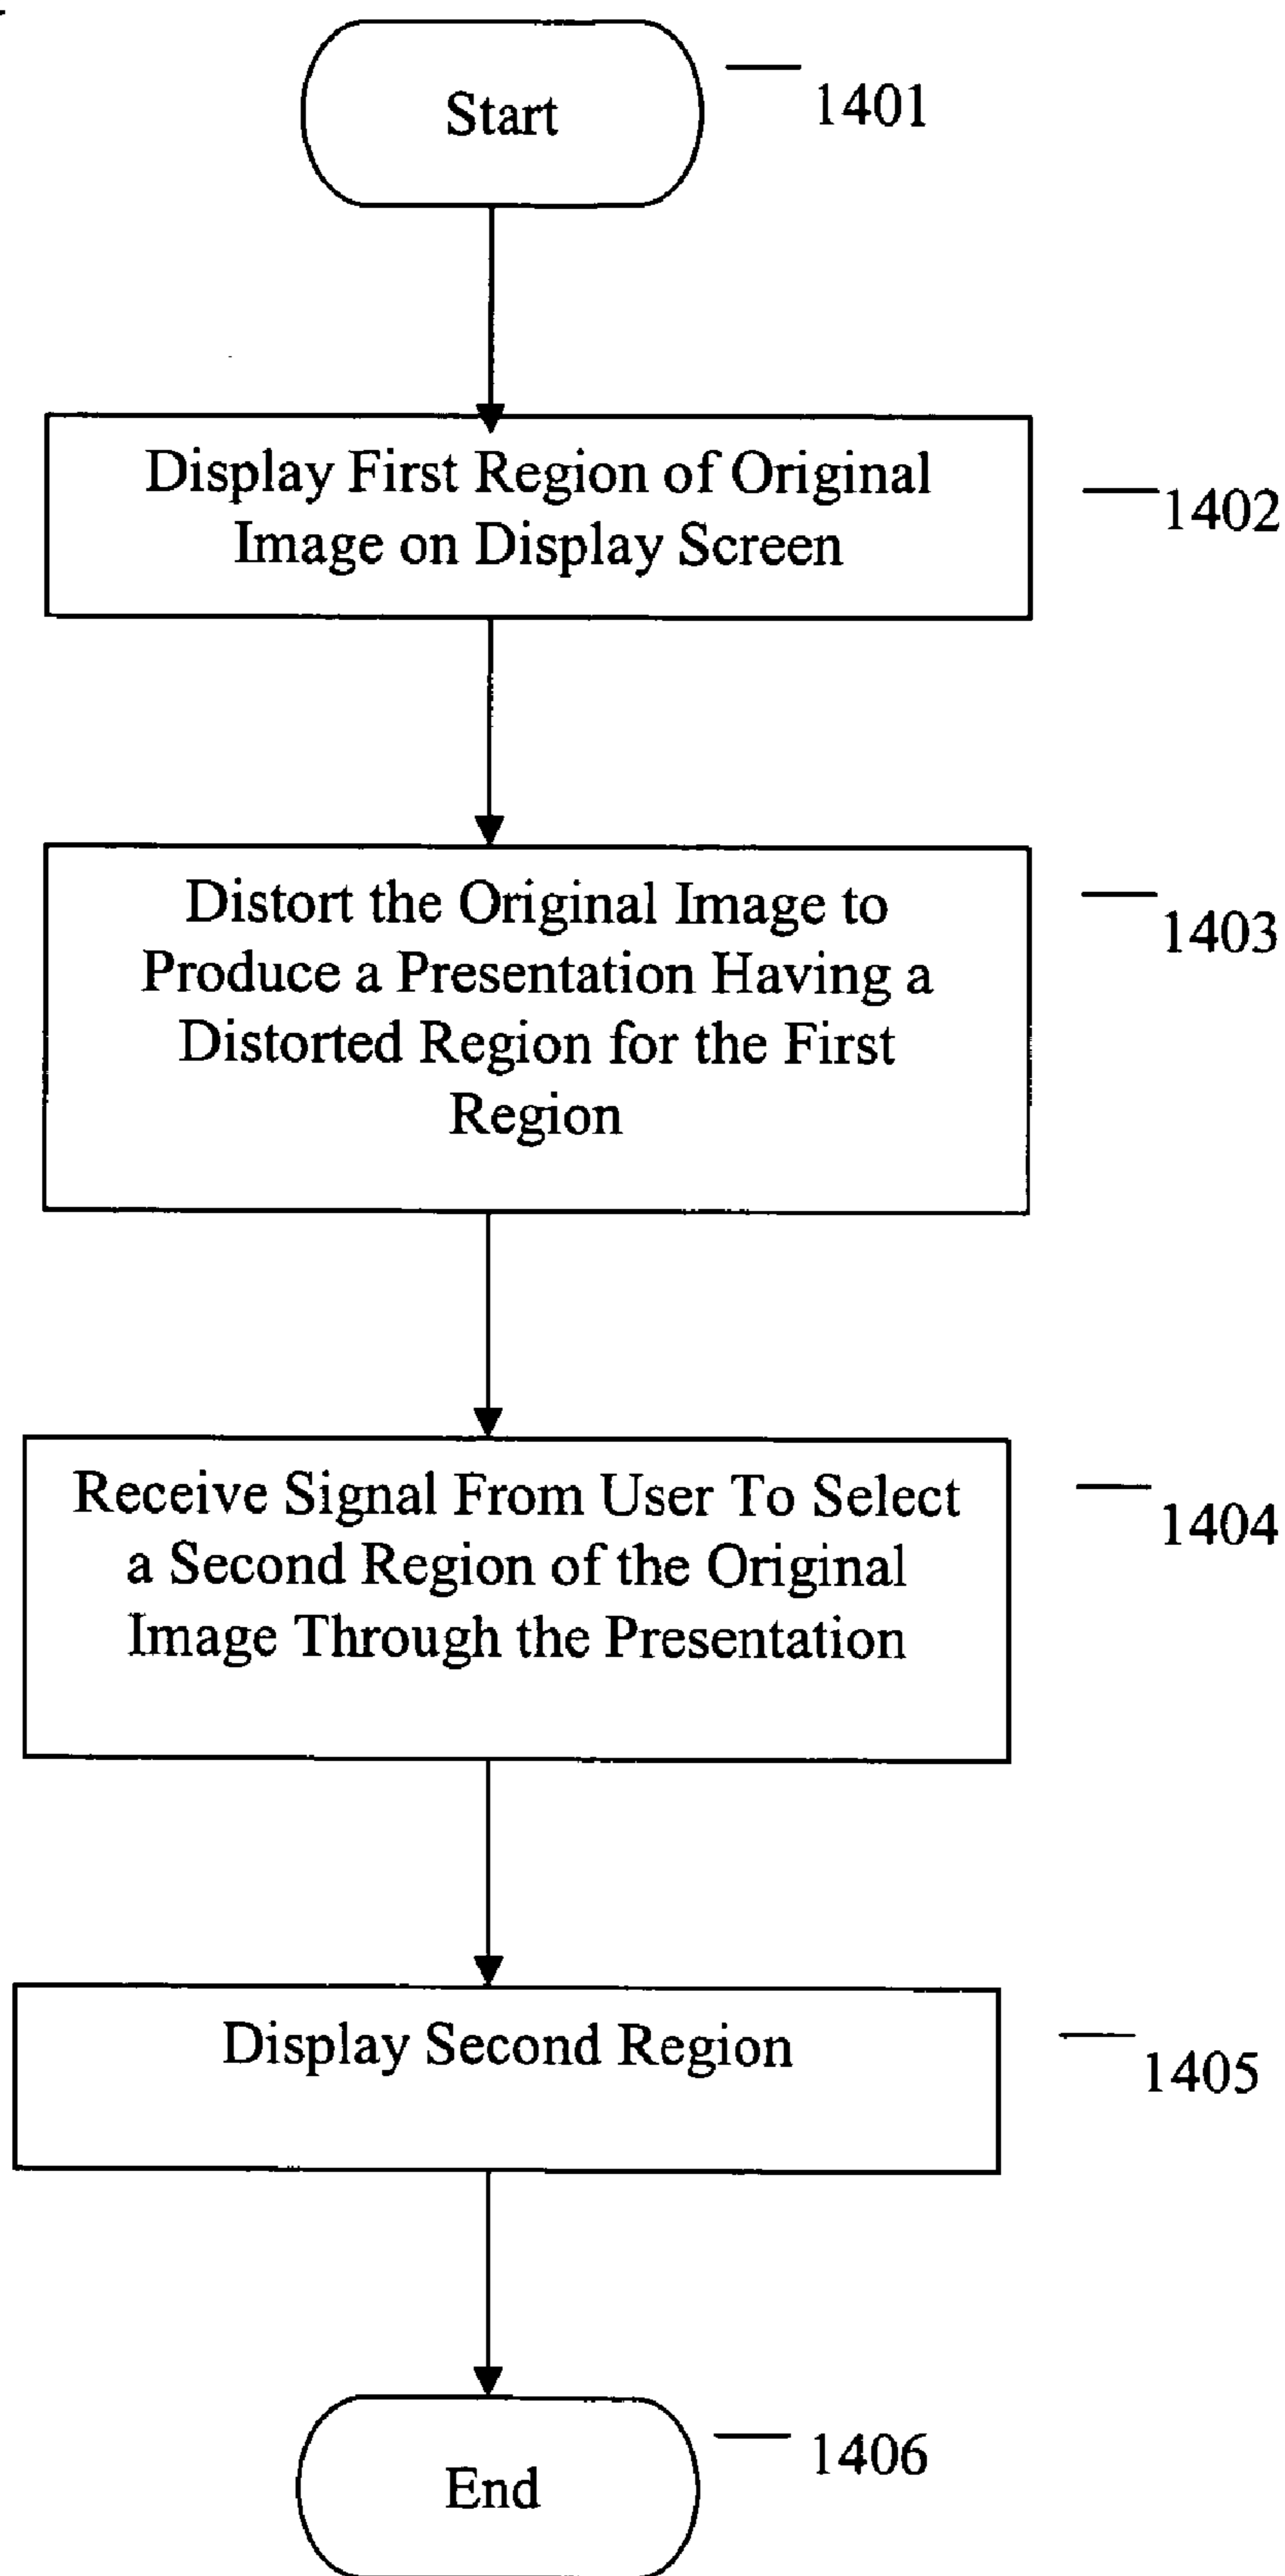 Start
1401
Display First Region of Original
Image on Display Screen
1402
Distort the Original Image to
Produce a Presentation Having a
Distorted Region for the First
Region
1403
Receive Signal From User To Select
a Second Region of the Original
Image Through the Presentation
1404
Display Second Region
1405
End
1406